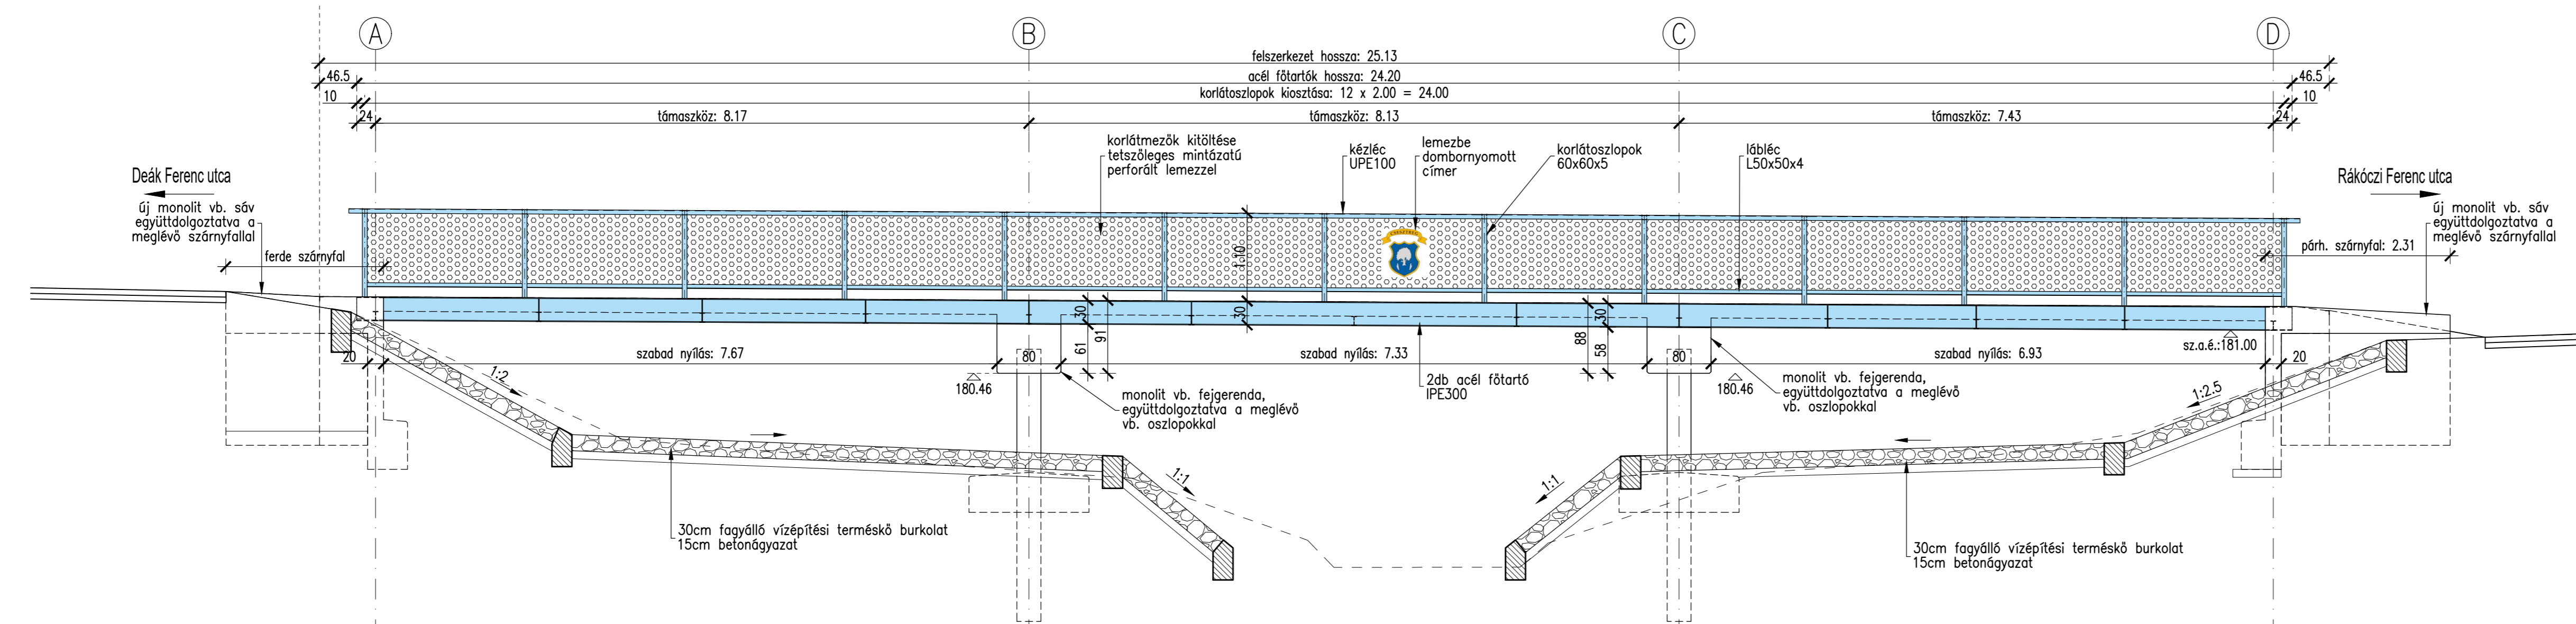 A
B
C
D
felszerkezet hossza: 25.13
46.5
acél főtartók hossza: 24.20
46.5
10
korlátoszlopok kiosztása: 12 x 2.00 = 24.00
10
24
támaszköz: 8.17
támaszköz: 8.13
támaszköz: 7.43
24
korlátmezők kitöltése
tetszőleges mintázatú
perforált lemezzel
kézléc
UPE100
lemezbe
dombornyomott
címer
korlátoszlopok
60x60x5
lábléc
L50x50x4
Deák Ferenc utca
Rákóczi Ferenc utca
új monolit vb. sáv
együttdolgoztatva a
meglévő szárnyfallal
új monolit vb. sáv
együttdolgoztatva a
meglévő szárnyfallal
ferde szárnyfal
párh. szárnyfal: 2.31
1.10
30
91
61
30
88
30
58
20
szabad nyílás: 7.67
80
szabad nyílás: 7.33
80
szabad nyílás: 6.93
sz.a.é.:181.00
20
1:2
180.46
monolit vb. fejgerenda,
együttdolgoztatva a meglévő
vb. oszlopokkal
2db acél főtartó
IPE300
180.46
monolit vb. fejgerenda,
együttdolgoztatva a meglévő
vb. oszlopokkal
1:2.5
1:1
1:1
30cm fagyálló vízépítési terméskő burkolat
15cm betonágyazat
30cm fagyálló vízépítési terméskő burkolat
15cm betonágyazat